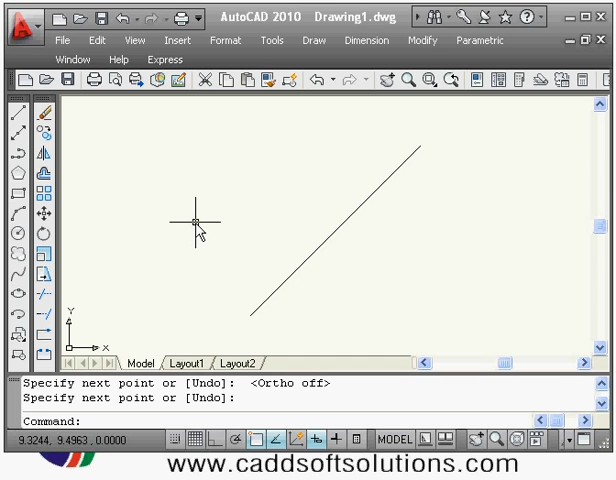 AutoCAD 2010 Drawing1.dwg
File Edit View Insert Format Tools Draw Dimension Modify Parametric
Window Help Express
Y
X
Model Layout1 Layout2
Specify next point or [Undo]: <Ortho off>
Specify next point or [Undo]:
Command:
9.3244, 9.4963, 0.0000 MODEL
www.caddsoftsolutions.com